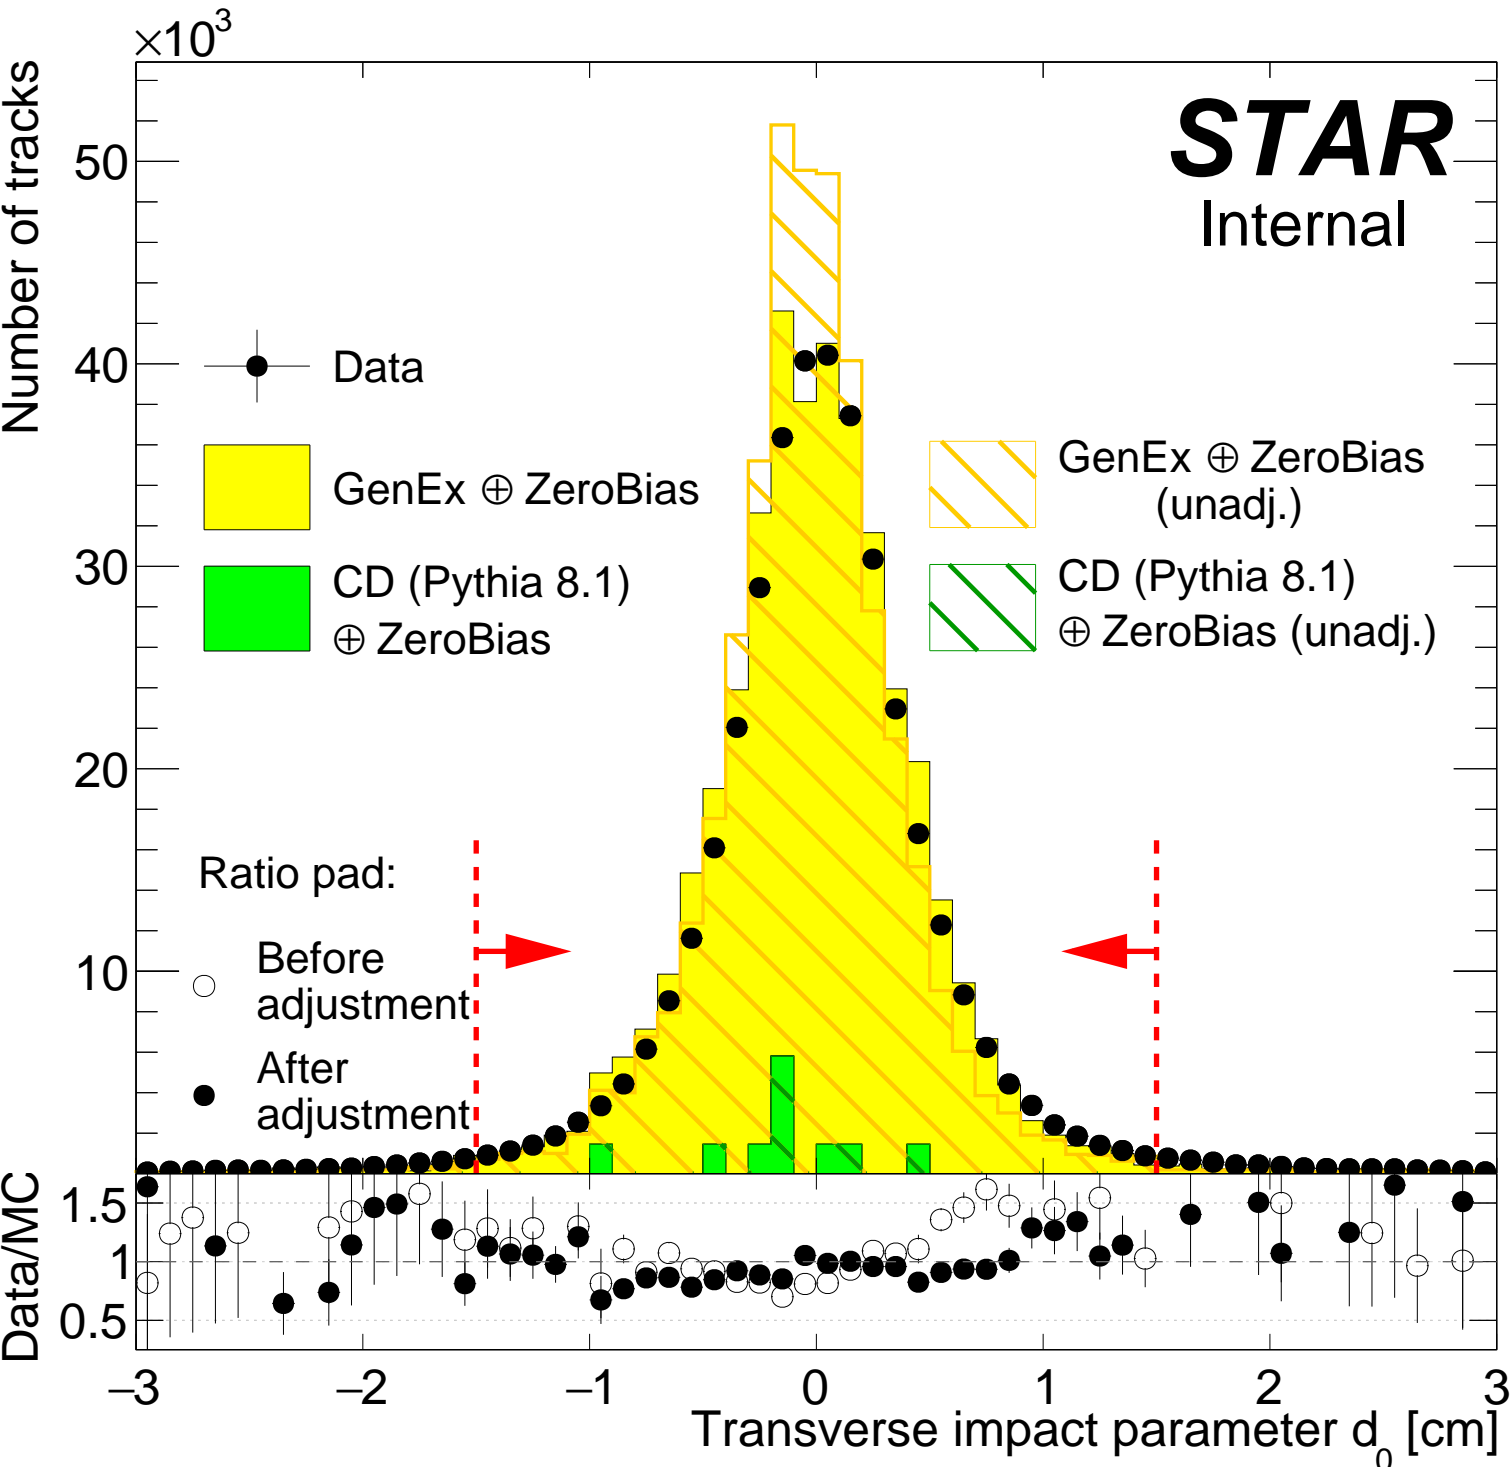 ×10³
Number of tracks
STAR
Internal
50
40
30
20
10
Data
GenEx ⊕ ZeroBias
CD (Pythia 8.1)
⊕ ZeroBias
GenEx ⊕ ZeroBias
(unadj.)
CD (Pythia 8.1)
⊕ ZeroBias (unadj.)
Ratio pad:
Before
adjustment
After
adjustment
Data/MC
1.5
1
0.5
−3 −2 −1 0 1 2 3
Transverse impact parameter d₀ [cm]